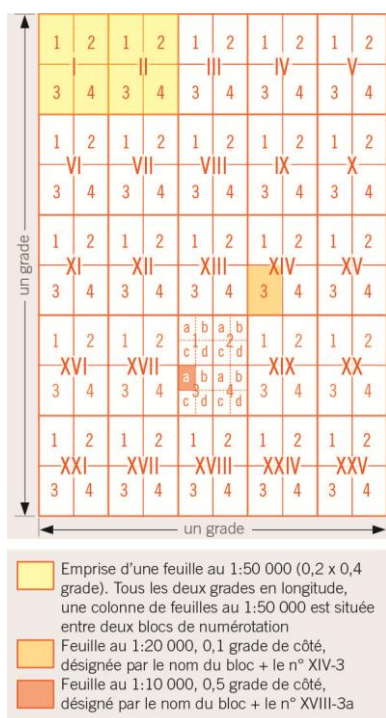 1 2 1 2 1 2 1 2 1 2
I II III IV V
3 4 3 4 3 4 3 4 3 4
1 2 1 2 1 2 1 2 1 2
VI VII VIII IX X
3 4 3 4 3 4 3 4 3 4
1 2 1 2 1 2 1 2 1 2
XI XII XIII XIV XV
3 4 3 4 3 4 3 4 3 4
un grade
a b a b
1 2 1 2 1 2 1 2 1 2
c d c d
XVI XVII XIX XX
a b a b
3 4 3 4 3 4 3 4 3 4
c d c d
1 2 1 2 1 2 1 2 1 2
XXI XVII XVIII XXIV XXV
3 4 3 4 3 4 3 4 3 4
un grade
Emprise d'une feuille au 1:50 000 (0,2 x 0,4
grade). Tous les deux grades en longitude,
une colonne de feuilles au 1:50 000 est située
entre deux blocs de numérotation
Feuille au 1:20 000, 0,1 grade de côté,
désignée par le nom du bloc + le n° XIV-3
Feuille au 1:10 000, 0,5 grade de côté,
désigné par le nom du bloc + le n° XVIII-3a